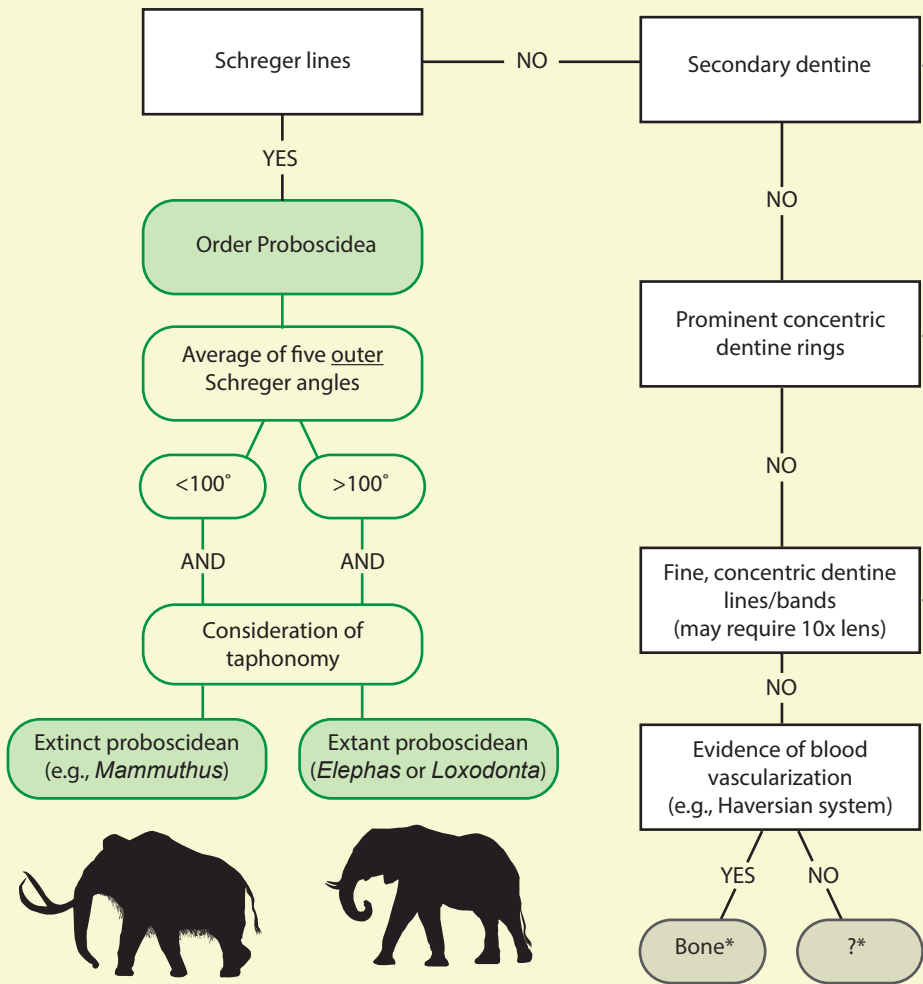 Schreger lines
NO
Secondary dentine
YES
NO
Order Proboscidea
Average of five outer
Schreger angles
Prominent concentric
dentine rings
<100°
>100°
NO
AND
AND
Fine, concentric dentine
lines/bands
(may require 10x lens)
Consideration of
taphonomy
NO
Extinct proboscidean
(e.g., Mammuthus)
Extant proboscidean
(Elephas or Loxodonta)
Evidence of blood
vascularization
(e.g., Haversian system)
YES
NO
Bone*
?*